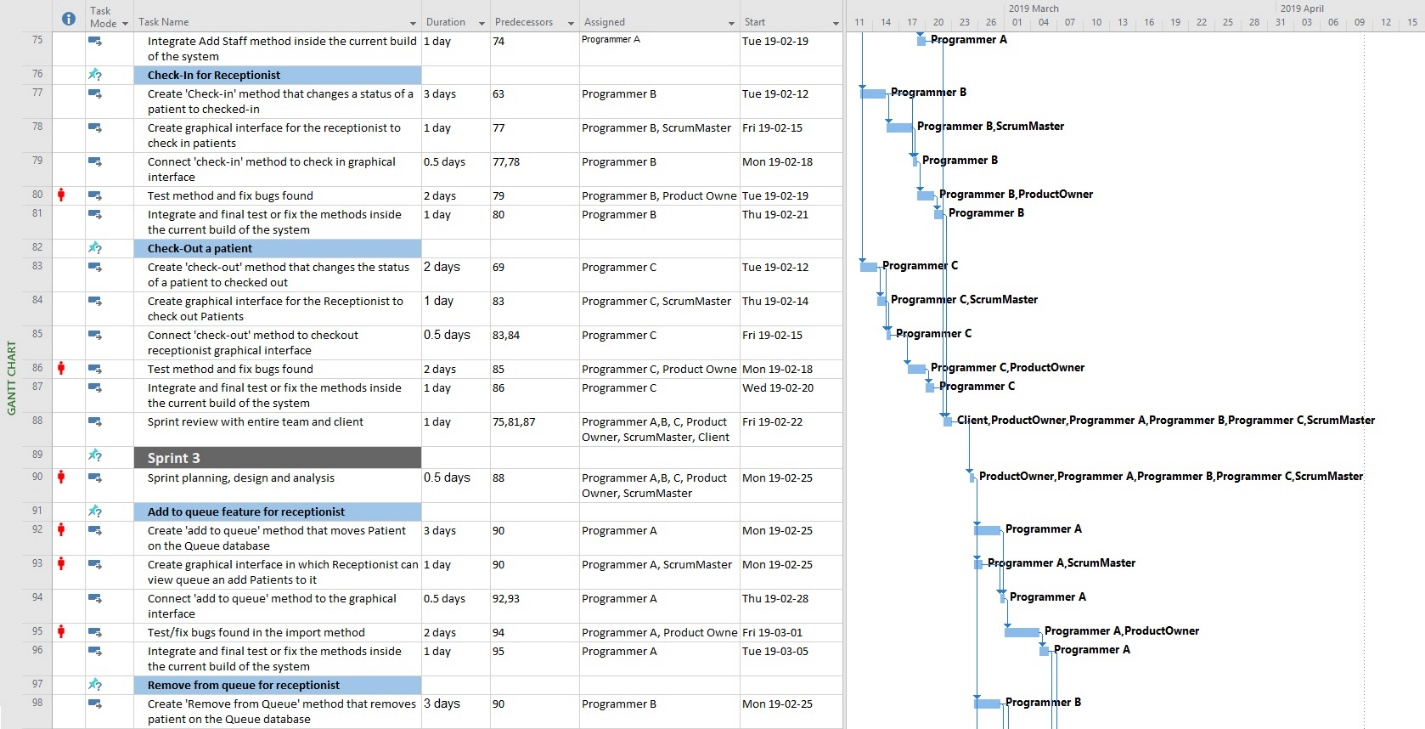 Task
Mode
Task Name
Duration
Predecessors
Assigned
Start
2019 March
2019 April
11 14 17 20 23 26 01 04 07 10 13 16 19 22 25 28 31 03 06 09 12 15
GANTT CHART
75 Integrate Add Staff method inside the current build 1 day 74 Programmer A Tue 19-02-19 Programmer A
of the system
76 Check-In for Receptionist
77 Create 'Check-in' method that changes a status of a 3 days 63 Programmer B Tue 19-02-12 Programmer B
patient to checked-in
78 Create graphical interface for the receptionist to 1 day 77 Programmer B, ScrumMaster Fri 19-02-15 Programmer B,ScrumMaster
check in patients
79 Connect 'check-in' method to check in graphical 0.5 days 77,78 Programmer B Mon 19-02-18 Programmer B
interface
80 Test method and fix bugs found 2 days 79 Programmer B, Product Owne Tue 19-02-19 Programmer B,ProductOwner
81 Integrate and final test or fix the methods inside 1 day 80 Programmer B Thu 19-02-21 Programmer B
the current build of the system
82 Check-Out a patient
83 Create 'check-out' method that changes the status 2 days 69 Programmer C Tue 19-02-12 Programmer C
of a patient to checked out
84 Create graphical interface for the Receptionist to 1 day 83 Programmer C, ScrumMaster Thu 19-02-14 Programmer C,ScrumMaster
check out Patients
85 Connect 'check-out' method to checkout 0.5 days 83,84 Programmer C Fri 19-02-15 Programmer C
receptionist graphical interface
86 Test method and fix bugs found 2 days 85 Programmer C, Product Owne Mon 19-02-18 Programmer C,ProductOwner
87 Integrate and final test or fix the methods inside 1 day 86 Programmer C Wed 19-02-20 Programmer C
the current build of the system
88 Sprint review with entire team and client 1 day 75,81,87 Programmer A,B, C, Product Fri 19-02-22 Client,ProductOwner,Programmer A,Programmer B,Programmer C,ScrumMaster
Owner, ScrumMaster, Client
89 Sprint 3
90 Sprint planning, design and analysis 0.5 days 88 Programmer A,B, C, Product Mon 19-02-25 ProductOwner,Programmer A,Programmer B,Programmer C,ScrumMaster
Owner, ScrumMaster
91 Add to queue feature for receptionist
92 Create 'add to queue' method that moves Patient 3 days 90 Programmer A Mon 19-02-25 Programmer A
on the Queue database
93 Create graphical interface in which Receptionist can 1 day 90 Programmer A, ScrumMaster Mon 19-02-25 Programmer A,ScrumMaster
view queue an add Patients to it
94 Connect 'add to queue' method to the graphical 0.5 days 92,93 Programmer A Thu 19-02-28 Programmer A
interface
95 Test/fix bugs found in the import method 2 days 94 Programmer A, Product Owne Fri 19-03-01 Programmer A,ProductOwner
96 Integrate and final test or fix the methods inside 1 day 95 Programmer A Tue 19-03-05 Programmer A
the current build of the system
97 Remove from queue for receptionist
98 Create 'Remove from Queue' method that removes 3 days 90 Programmer B Mon 19-02-25 Programmer B
patient on the Queue database